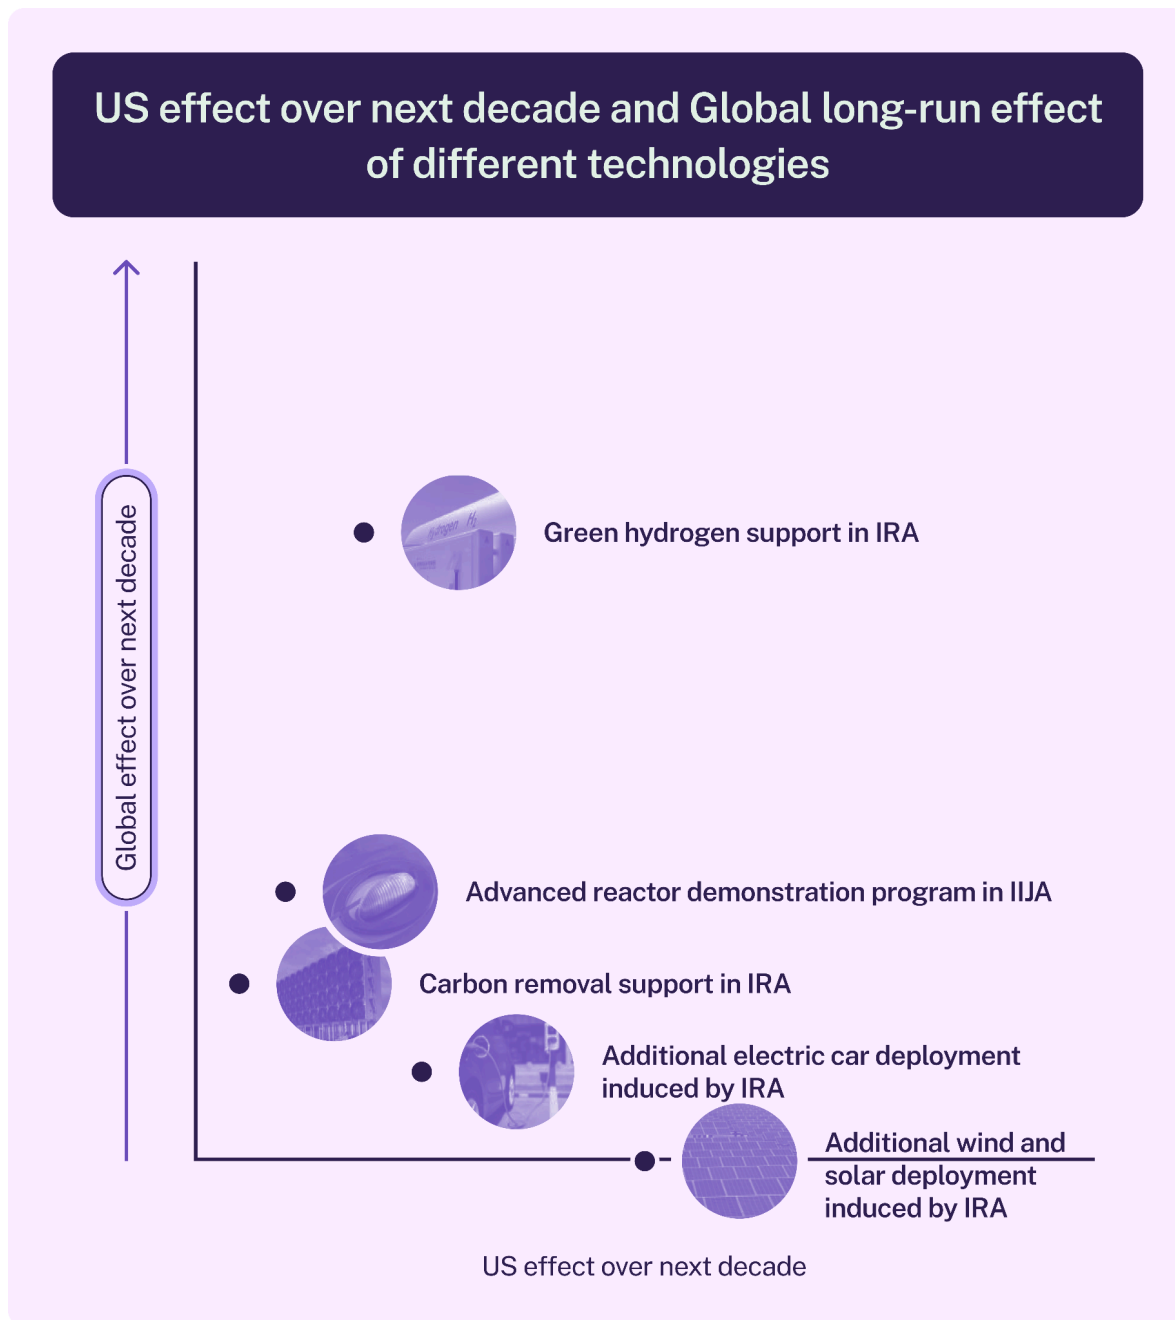 US effect over next decade and Global long-run effect
of different technologies
Global effect over next decade
Hydrogen H2
Green hydrogen support in IRA
Advanced reactor demonstration program in IIJA
Carbon removal support in IRA
Additional electric car deployment
induced by IRA
Additional wind and
solar deployment
induced by IRA
US effect over next decade